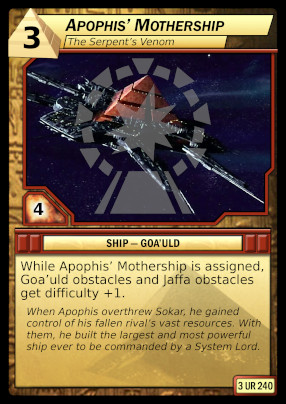 3
Apophis' Mothership
The Serpent's Venom
4
SHIP — GOA'ULD
While Apophis' Mothership is assigned,
Goa'uld obstacles and Jaffa obstacles
get difficulty +1.
When Apophis overthrew Sokar, he gained
control of his fallen rival's vast resources. With
them, he built the largest and most powerful
ship ever to be commanded by a System Lord.
3 UR 240